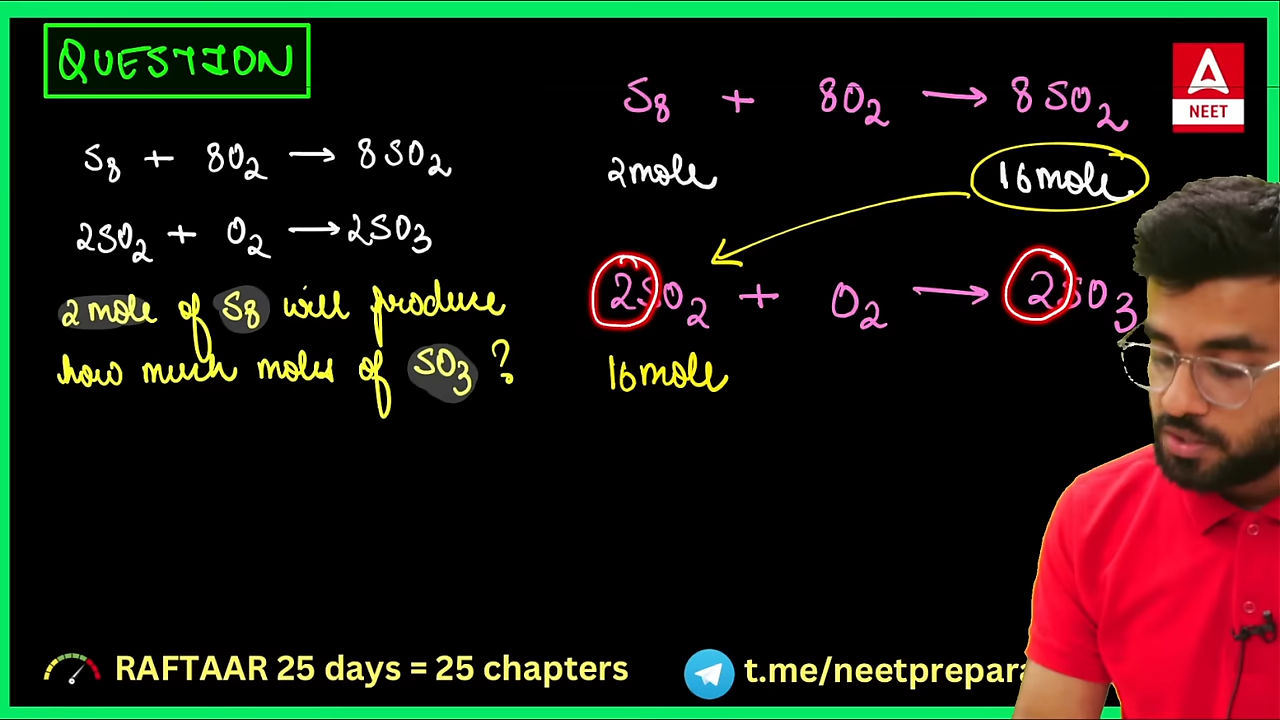 QUESTION
S8 + 8O2 → 8SO2
2SO2 + O2 → 2SO3
2 mole of S8 will produce
how much moles of SO3 ?
S8 + 8O2 → 8SO2
2mole 16mole
2SO2 + O2 → 2SO3
16mole
NEET
RAFTAAR 25 days = 25 chapters
t.me/neetprepara